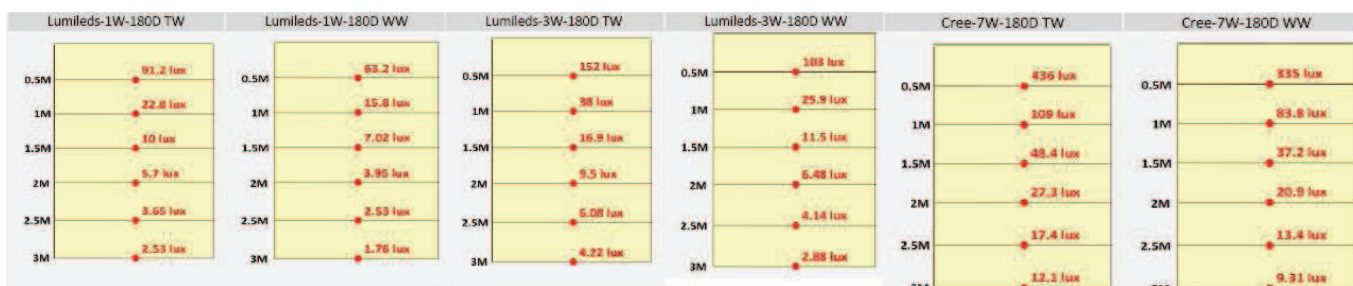 Lumileds-1W-180D TW
0.5M 91.2 lux
1M 22.8 lux
1.5M 10 lux
2M 5.7 lux
2.5M 3.65 lux
3M 2.53 lux
Lumileds-1W-180D WW
0.5M 63.2 lux
1M 15.8 lux
1.5M 7.02 lux
2M 3.95 lux
2.5M 2.53 lux
3M 1.76 lux
Lumileds-3W-180D TW
0.5M 152 lux
1M 38 lux
1.5M 16.9 lux
2M 9.5 lux
2.5M 6.08 lux
3M 4.22 lux
Lumileds-3W-180D WW
0.5M 103 lux
1M 25.9 lux
1.5M 11.5 lux
2M 6.48 lux
2.5M 4.14 lux
3M 2.88 lux
Cree-7W-180D TW
0.5M 436 lux
1M 109 lux
1.5M 48.4 lux
2M 27.3 lux
2.5M 17.4 lux
12.1 lux
Cree-7W-180D WW
0.5M 335 lux
1M 83.8 lux
1.5M 37.2 lux
2M 20.9 lux
2.5M 13.4 lux
9.31 lux